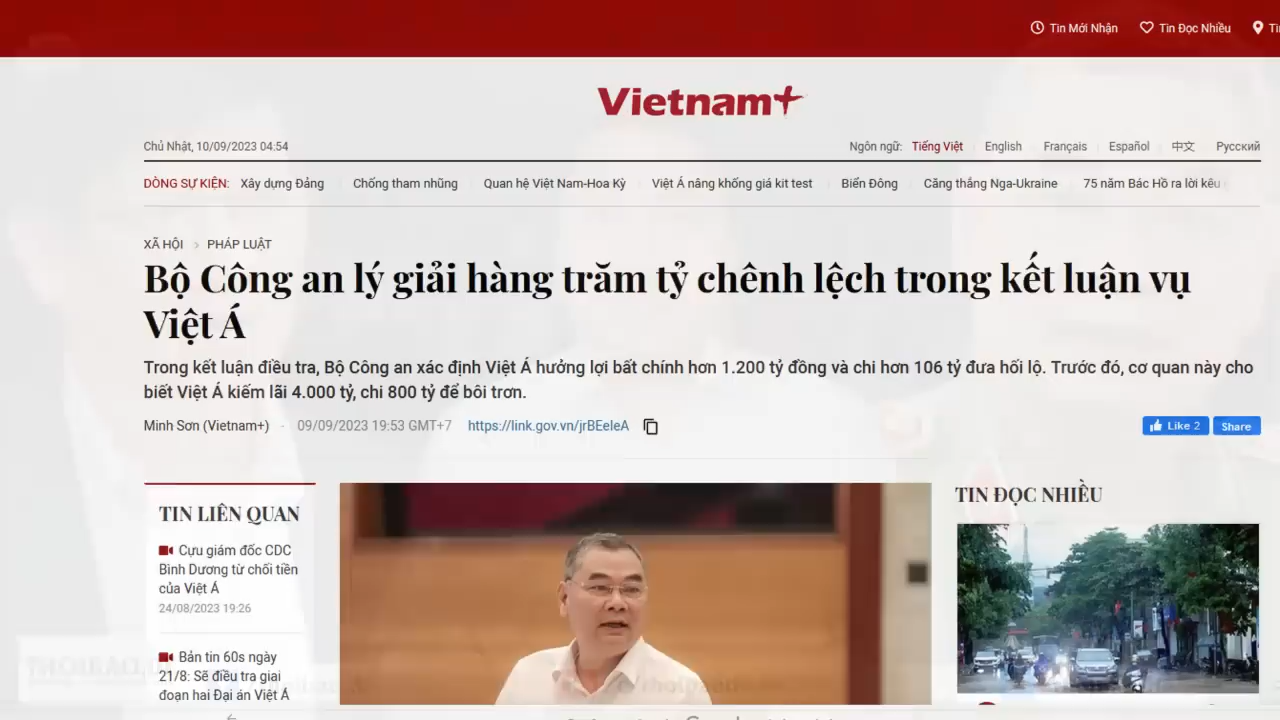 Tin Mới Nhận
Tin Đọc Nhiều
Vietnam+
Chủ Nhật, 10/09/2023 04:54
Ngôn ngữ: Tiếng Việt English Français Español 中文 Русский
DÒNG SỰ KIỆN: Xây dựng Đảng Chống tham nhũng Quan hệ Việt Nam-Hoa Kỳ Việt Á nâng khống giá kit test Biển Đông Căng thẳng Nga-Ukraine 75 năm Bác Hồ ra lời kêu
XÃ HỘI > PHÁP LUẬT
Bộ Công an lý giải hàng trăm tỷ chênh lệch trong kết luận vụ
Việt Á
Trong kết luận điều tra, Bộ Công an xác định Việt Á hưởng lợi bất chính hơn 1.200 tỷ đồng và chi hơn 106 tỷ đưa hối lộ. Trước đó, cơ quan này cho
biết Việt Á kiếm lãi 4.000 tỷ, chi 800 tỷ để bôi trơn.
Minh Sơn (Vietnam+) - 09/09/2023 19:53 GMT+7 https://link.gov.vn/jrBEeleA
Like 2 Share
TIN LIÊN QUAN
Cựu giám đốc CDC
Bình Dương từ chối tiền
của Việt Á
24/08/2023 19:26
Bản tin 60s ngày
21/8: Sẽ điều tra giai
đoạn hai Đại án Việt Á
TIN ĐỌC NHIỀU